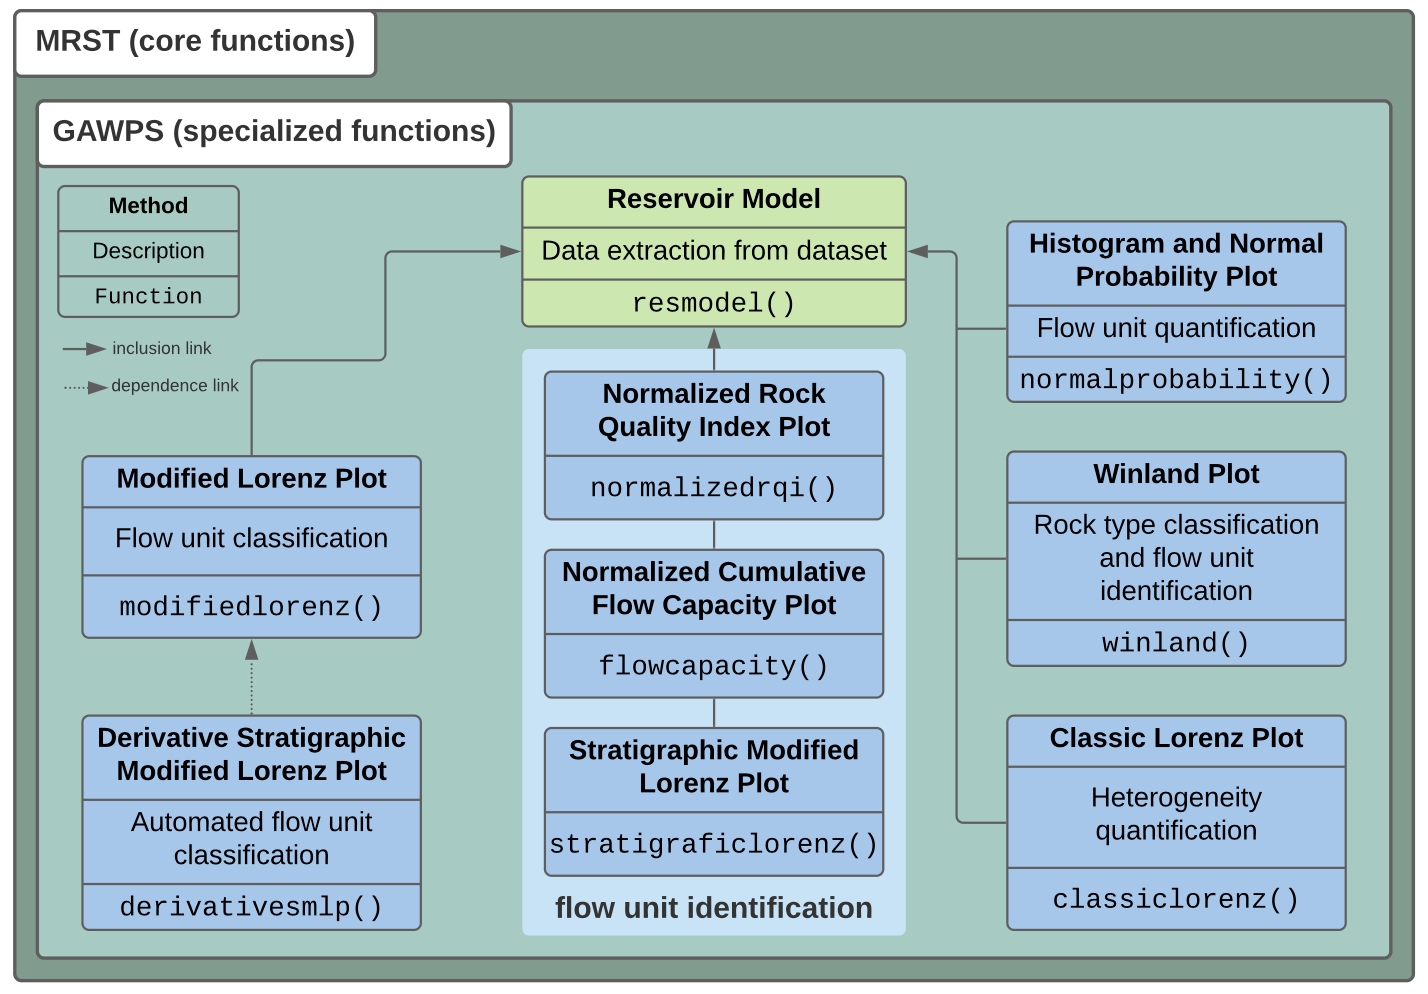 MRST (core functions)
GAWPS (specialized functions)
Method
Description
Function
inclusion link
dependence link
Reservoir Model
Data extraction from dataset
resmodel()
Histogram and Normal
Probability Plot
Flow unit quantification
normalprobability()
Normalized Rock
Quality Index Plot
normalizedrqi()
Modified Lorenz Plot
Flow unit classification
modifiedlorenz()
Winland Plot
Rock type classification
and flow unit
identification
winland()
Normalized Cumulative
Flow Capacity Plot
flowcapacity()
Derivative Stratigraphic
Modified Lorenz Plot
Automated flow unit
classification
derivativesmlp()
Stratigraphic Modified
Lorenz Plot
stratigraficlorenz()
flow unit identification
Classic Lorenz Plot
Heterogeneity
quantification
classiclorenz()